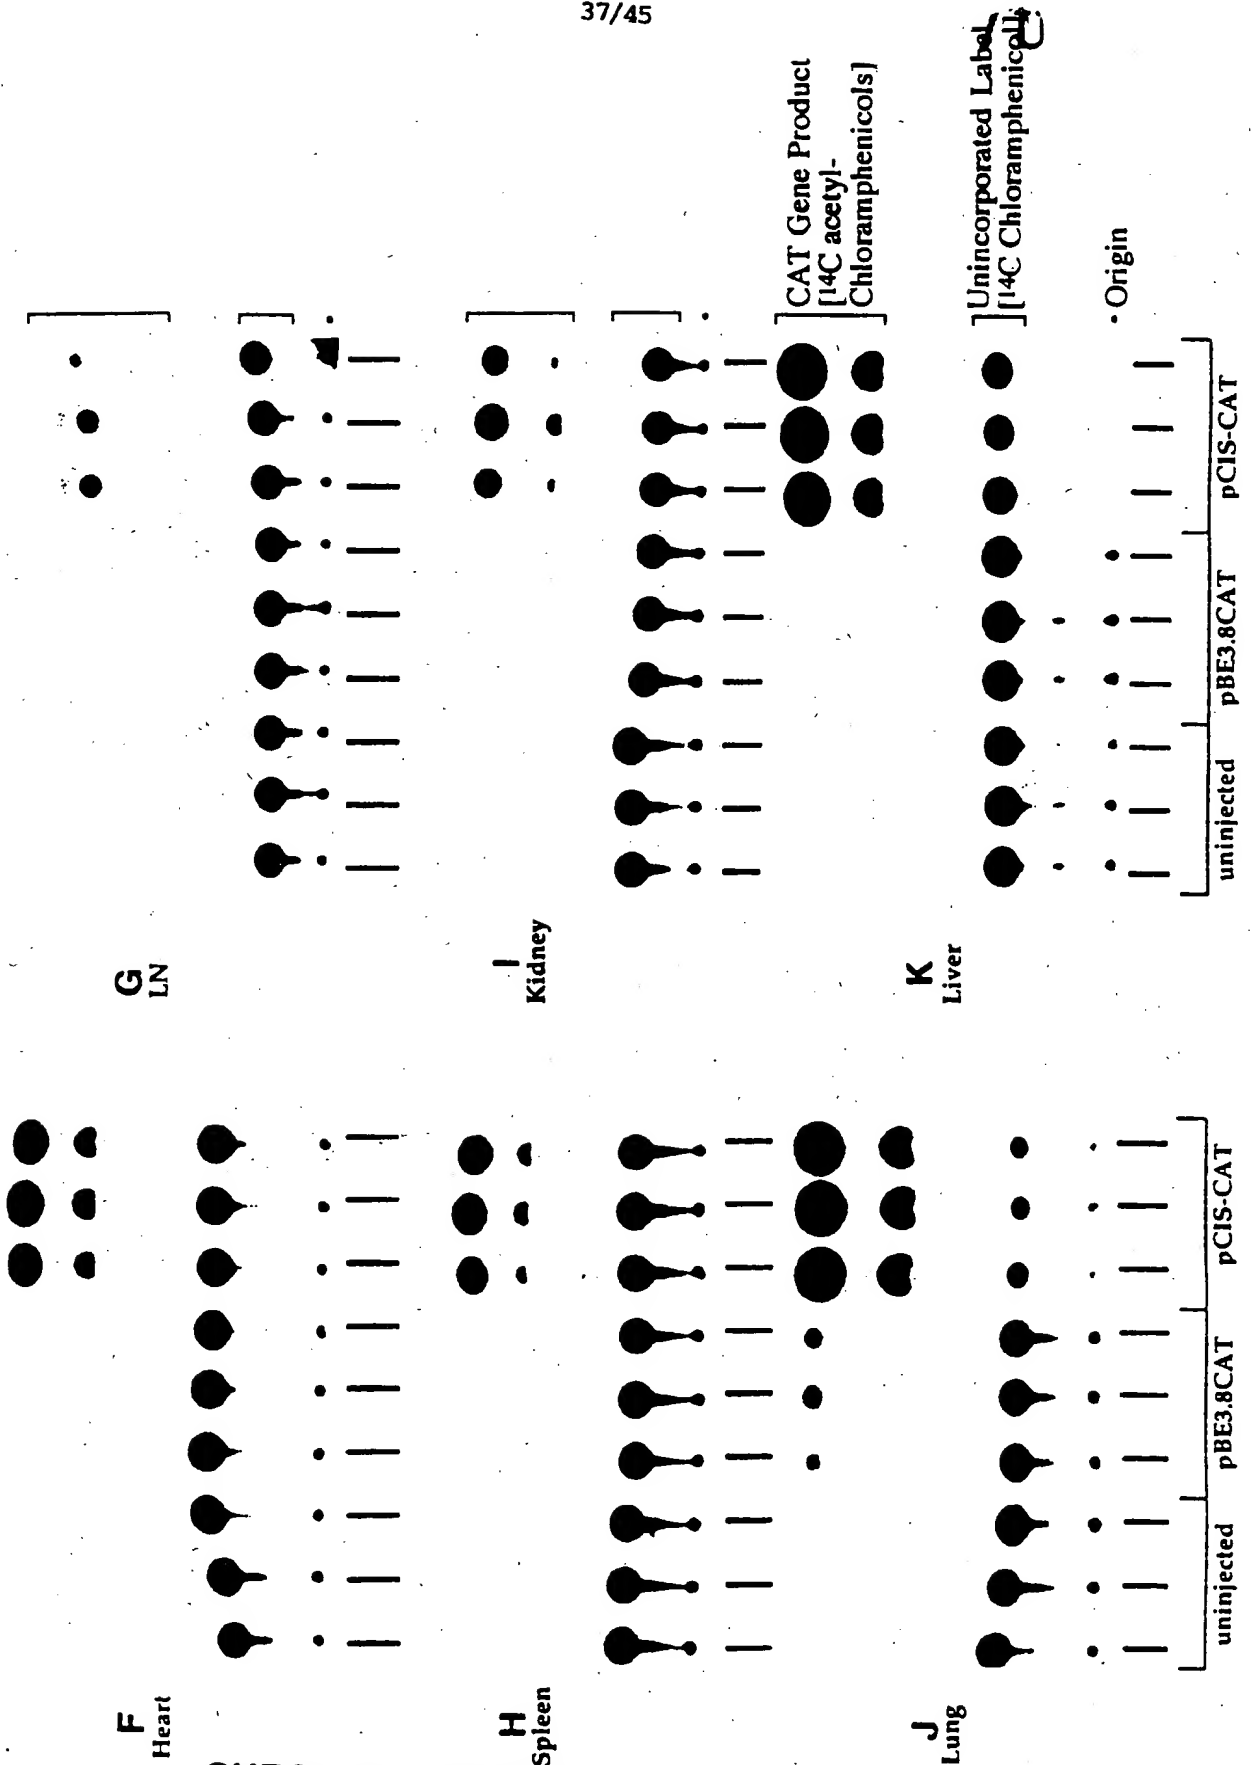 37/45
F
Heart
G
LN
H
Spleen
I
Kidney
J
Lung
K
Liver
CAT Gene Product
[14C acetyl-
Chloramphenicols]
Unincorporated Label
[14C Chloramphenicol]
Origin
uninjected
pBE3.8CAT
pCIS-CAT
uninjected
pBE3.8CAT
pCIS-CAT